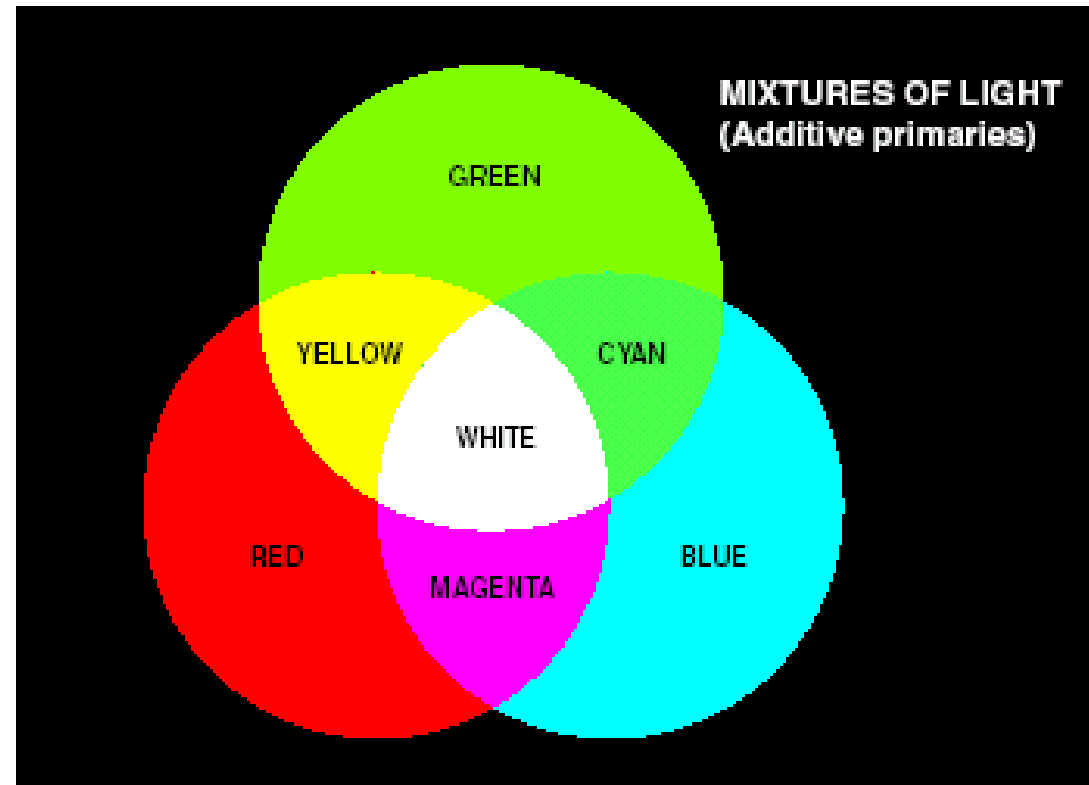 MIXTURES OF LIGHT
(Additive primaries)
GREEN
YELLOW
CYAN
WHITE
RED
BLUE
MAGENTA